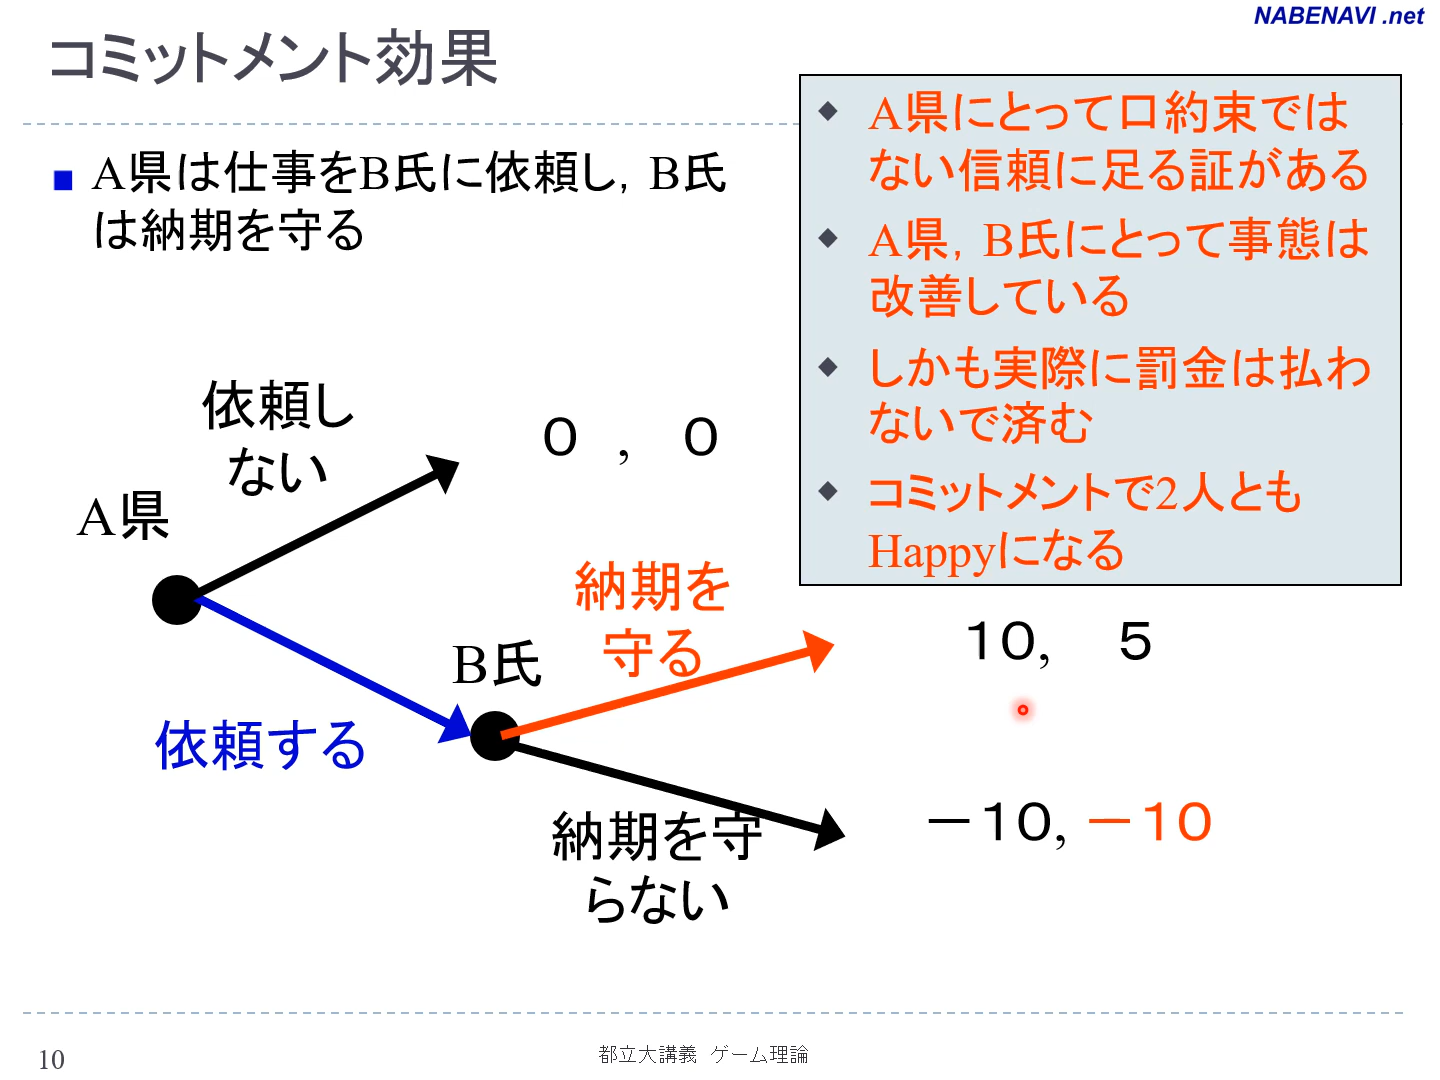 NABENAVI .net
コミットメント効果
A県は仕事をB氏に依頼し，B氏
は納期を守る
A県にとって口約束では
ない信頼に足る証がある
A県，B氏にとって事態は
改善している
しかも実際に罰金は払わ
ないで済む
コミットメントで2人とも
Happyになる
依頼し
ない
０　,　０
A県
納期を
守る
１０,　５
B氏
依頼する
－１０, －１０
納期を守
らない
10
都立大講義　ゲーム理論